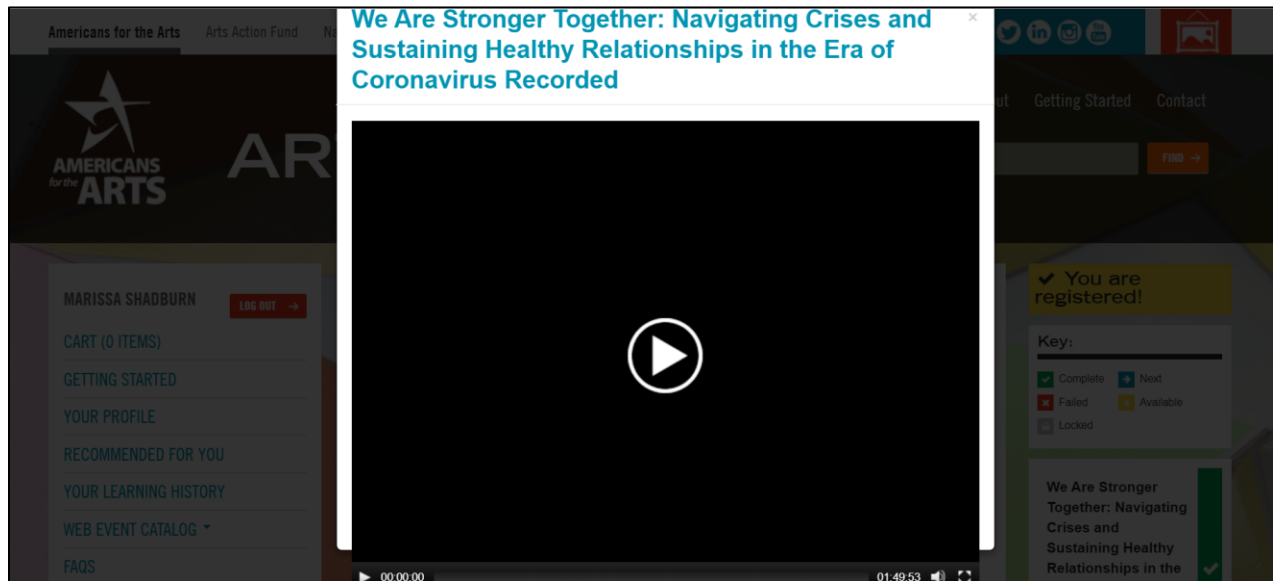 Americans for the Arts Arts Action Fund
We Are Stronger Together: Navigating Crises and
Sustaining Healthy Relationships in the Era of
Coronavirus Recorded
×
in
You
Tube
Getting Started Contact
AMERICANS
for the
ARTS
AR
FIND →
MARISSA SHADBURN
LOG OUT →
CART (0 ITEMS)
GETTING STARTED
YOUR PROFILE
RECOMMENDED FOR YOU
YOUR LEARNING HISTORY
WEB EVENT CATALOG
FAQS
00:00:00 01:49:53
You are
registered!
Key:
Complete Next
Failed Available
Locked
We Are Stronger
Together: Navigating
Crises and
Sustaining Healthy
Relationships in the